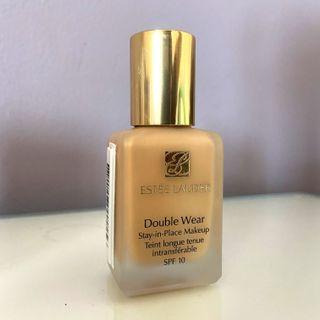 ESTĒE LAUDER
Double Wear
Stay-in-Place Makeup
Teint longue tenue
intransférable
SPF 10